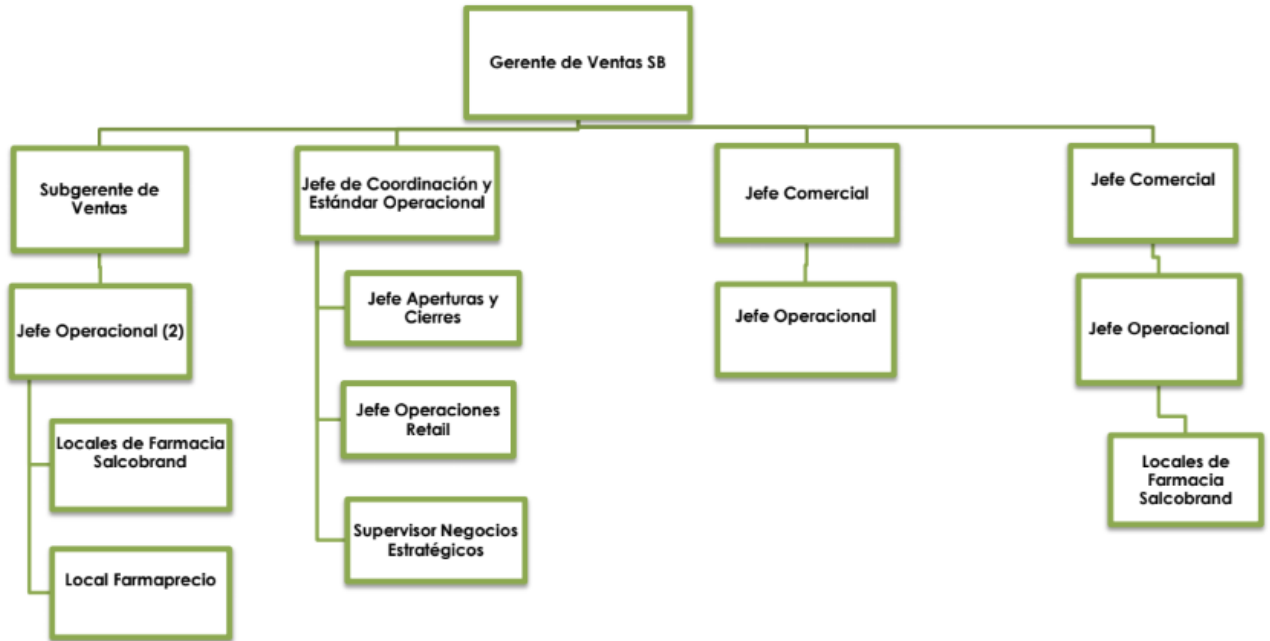 Gerente de Ventas SB
Subgerente de
Ventas
Jefe de Coordinación y
Estándar Operacional
Jefe Comercial
Jefe Comercial
Jefe Operacional (2)
Jefe Aperturas y
Cierres
Jefe Operacional
Jefe Operacional
Jefe Operaciones
Retail
Locales de Farmacia
Salcobrand
Locales de
Farmacia
Salcobrand
Supervisor Negocios
Estratégicos
Local Farmaprecio